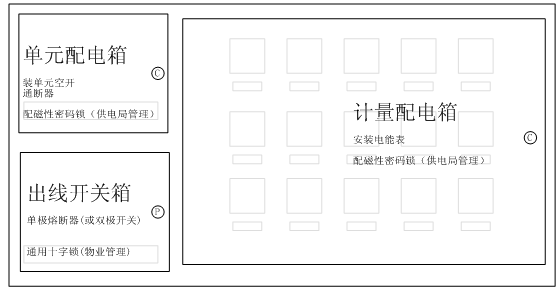 单元配电箱
C
装单元空开
通断器
配磁性密码锁（供电局管理）
出线开关箱
P
单极熔断器(或双极开关)
通用十字锁(物业管理)
计量配电箱
C
安装电能表
配磁性密码锁（供电局管理）